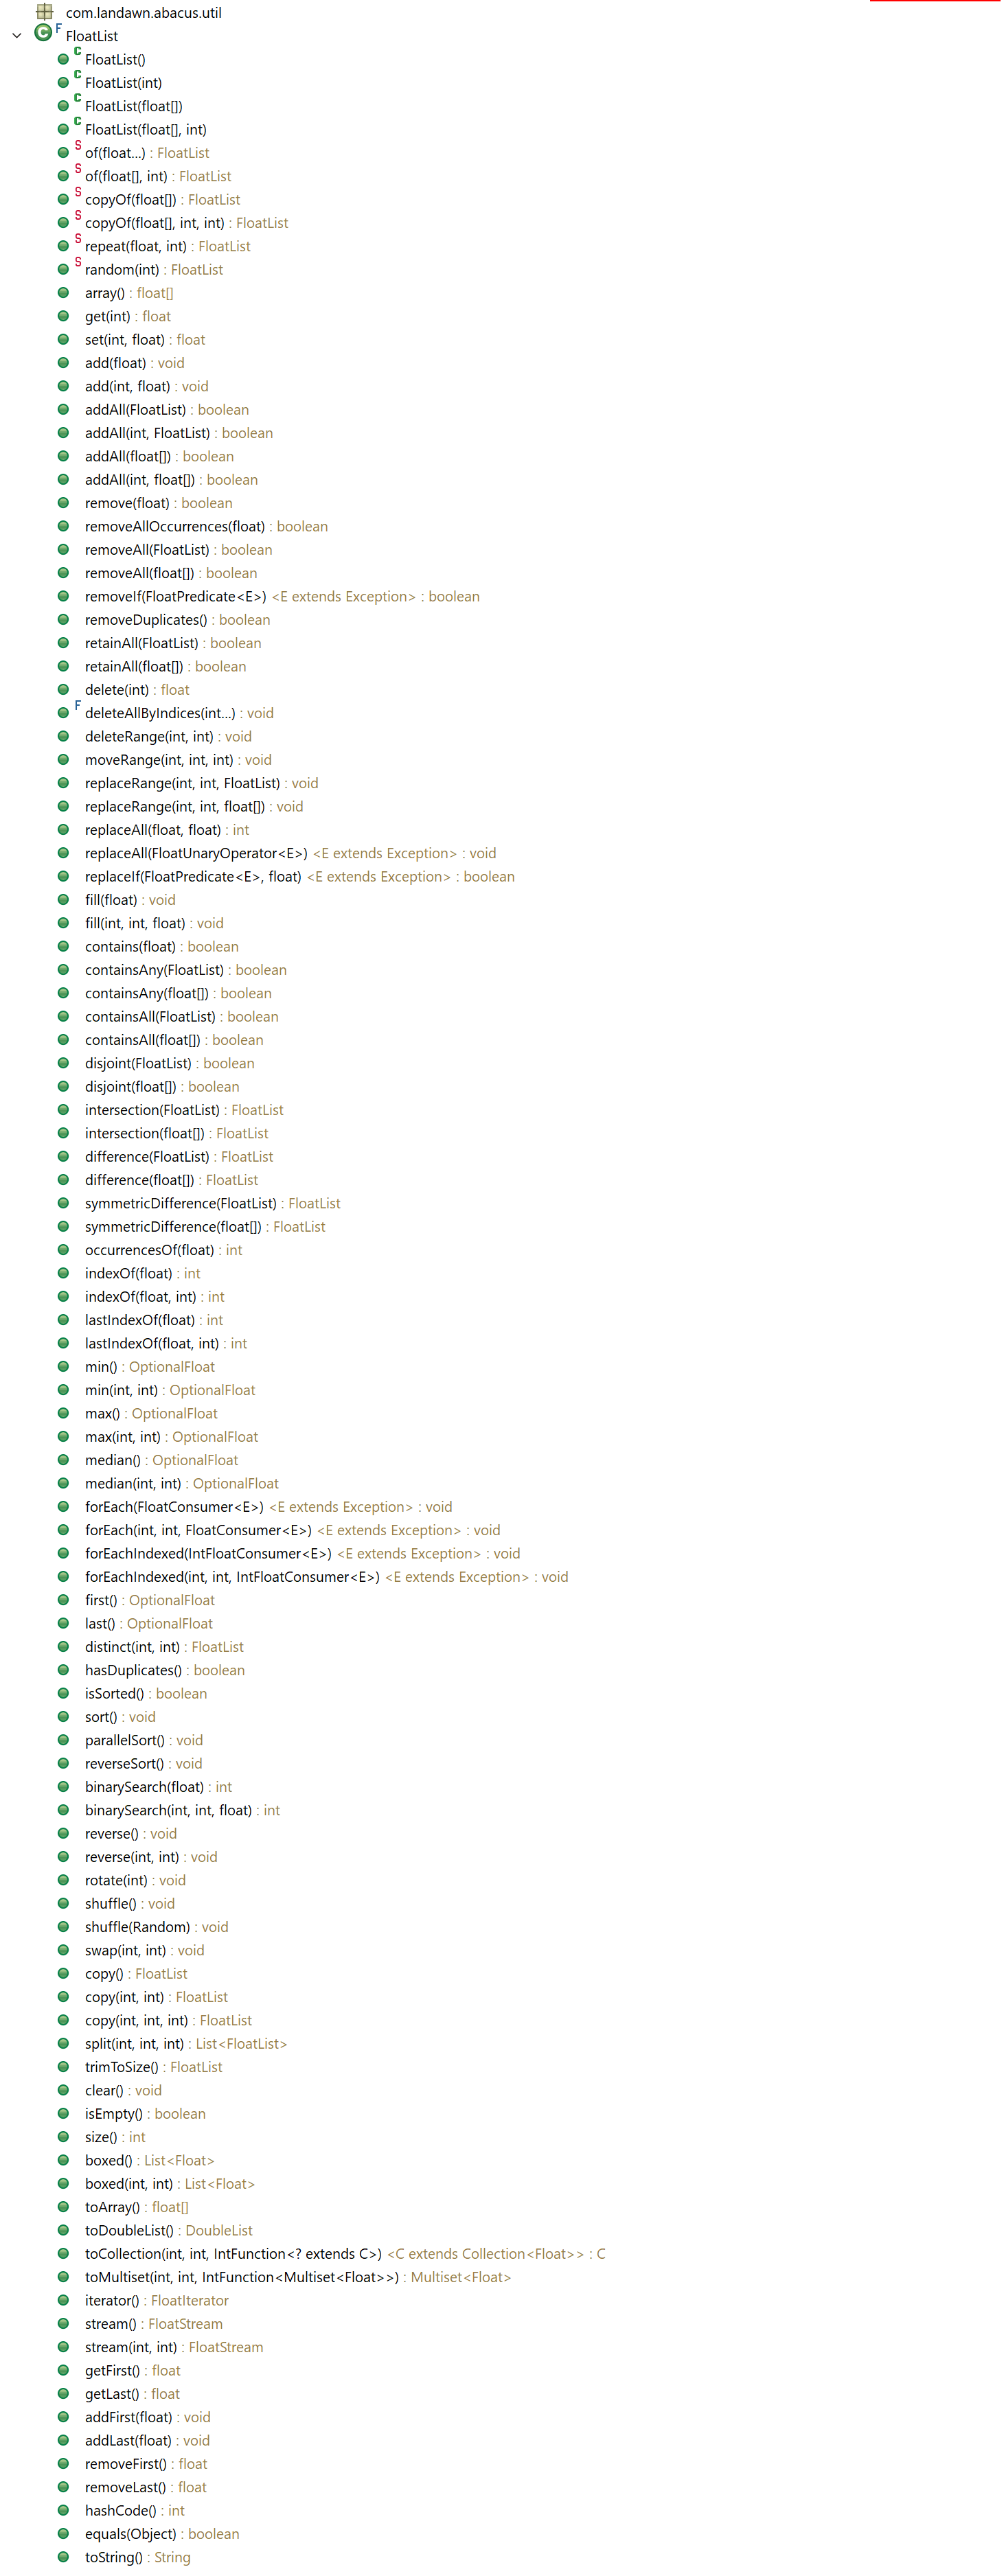 com.landawn.abacus.util
FloatList
FloatList()
FloatList(int)
FloatList(float[])
FloatList(float[], int)
of(float...) : FloatList
of(float[], int) : FloatList
copyOf(float[]) : FloatList
copyOf(float[], int, int) : FloatList
repeat(float, int) : FloatList
random(int) : FloatList
array() : float[]
get(int) : float
set(int, float) : float
add(float) : void
add(int, float) : void
addAll(FloatList) : boolean
addAll(int, FloatList) : boolean
addAll(float[]) : boolean
addAll(int, float[]) : boolean
remove(float) : boolean
removeAllOccurrences(float) : boolean
removeAll(FloatList) : boolean
removeAll(float[]) : boolean
removeIf(FloatPredicate<E>) <E extends Exception> : boolean
removeDuplicates() : boolean
retainAll(FloatList) : boolean
retainAll(float[]) : boolean
delete(int) : float
deleteAllByIndices(int...) : void
deleteRange(int, int) : void
moveRange(int, int, int) : void
replaceRange(int, int, FloatList) : void
replaceRange(int, int, float[]) : void
replaceAll(float, float) : int
replaceAll(FloatUnaryOperator<E>) <E extends Exception> : void
replaceIf(FloatPredicate<E>, float) <E extends Exception> : boolean
fill(float) : void
fill(int, int, float) : void
contains(float) : boolean
containsAny(FloatList) : boolean
containsAny(float[]) : boolean
containsAll(FloatList) : boolean
containsAll(float[]) : boolean
disjoint(FloatList) : boolean
disjoint(float[]) : boolean
intersection(FloatList) : FloatList
intersection(float[]) : FloatList
difference(FloatList) : FloatList
difference(float[]) : FloatList
symmetricDifference(FloatList) : FloatList
symmetricDifference(float[]) : FloatList
occurrencesOf(float) : int
indexOf(float) : int
indexOf(float, int) : int
lastIndexOf(float) : int
lastIndexOf(float, int) : int
min() : OptionalFloat
min(int, int) : OptionalFloat
max() : OptionalFloat
max(int, int) : OptionalFloat
median() : OptionalFloat
median(int, int) : OptionalFloat
forEach(FloatConsumer<E>) <E extends Exception> : void
forEach(int, int, FloatConsumer<E>) <E extends Exception> : void
forEachIndexed(IntFloatConsumer<E>) <E extends Exception> : void
forEachIndexed(int, int, IntFloatConsumer<E>) <E extends Exception> : void
first() : OptionalFloat
last() : OptionalFloat
distinct(int, int) : FloatList
hasDuplicates() : boolean
isSorted() : boolean
sort() : void
parallelSort() : void
reverseSort() : void
binarySearch(float) : int
binarySearch(int, int, float) : int
reverse() : void
reverse(int, int) : void
rotate(int) : void
shuffle() : void
shuffle(Random) : void
swap(int, int) : void
copy() : FloatList
copy(int, int) : FloatList
copy(int, int, int) : FloatList
split(int, int, int) : List<FloatList>
trimToSize() : FloatList
clear() : void
isEmpty() : boolean
size() : int
boxed() : List<Float>
boxed(int, int) : List<Float>
toArray() : float[]
toDoubleList() : DoubleList
toCollection(int, int, IntFunction<? extends C>) <C extends Collection<Float>> : C
toMultiset(int, int, IntFunction<Multiset<Float>>) : Multiset<Float>
iterator() : FloatIterator
stream() : FloatStream
stream(int, int) : FloatStream
getFirst() : float
getLast() : float
addFirst(float) : void
addLast(float) : void
removeFirst() : float
removeLast() : float
hashCode() : int
equals(Object) : boolean
toString() : String